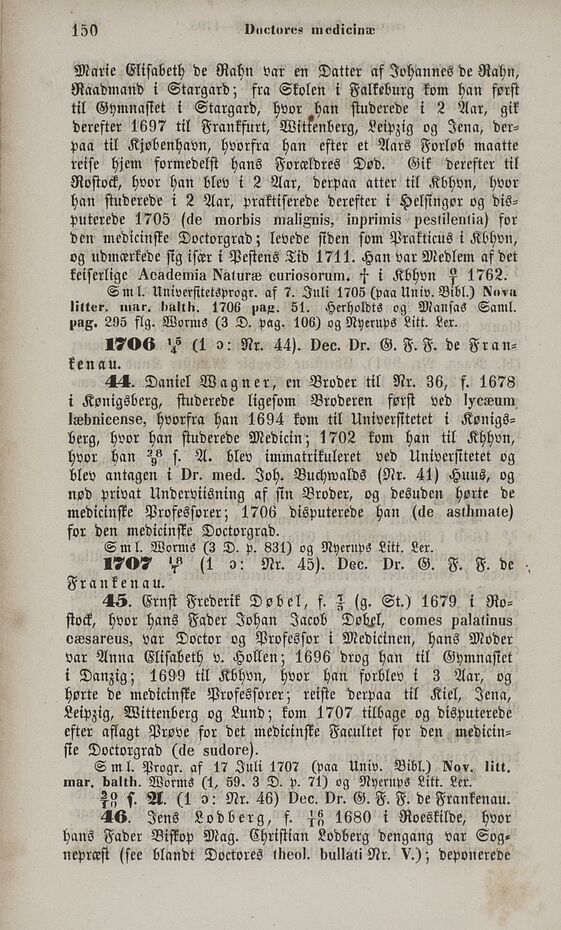 150 Doctores medicinæ
Marie Elisabeth de Rahn var en Datter af Johannes de Rahn,
Raadmand i Stargard; fra Skolen i Falkeburg kom han først
til Gymnasiet i Stargard, hvor han studerede i 2 Aar, gik
derefter 1697 til Frankfurt, Wittenberg, Leipzig og Jena, der-
paa til Kjøbenhavn, hvorfra han efter et Aars Forløb maatte
reise hjem formedelst hans Forældres Død. Gik derefter til
Rostock, hvor han blev i 2 Aar, derpaa atter til Kbhvn, hvor
han studerede i 2 Aar, praktiserede derefter i Helsingør og dis-
puterede 1705 (de morbis malignis, inprimis pestilentia) for
den medicinske Doctorgrad; levede siden som Prakticus i Kbhvn,
og udmærkede sig især i Pestens Tid 1711. Han var Medlem af det
keiserlige Academia Naturæ curiosorum. † i Kbhvn 9/1 1762.
Sml. Universitetsprogr. af 7. Juli 1705 (paa Univ. Bibl.) Nova
litter. mar. balth. 1706 pag. 51. Herholdts og Mansas Saml.
pag. 295 flg. Worms (3 D. pag. 106) og Nyerups Litt. Lex.
1706 15/4 (1 ɔ: Nr. 44). Dec. Dr. G. F. F. de Fran-
kenau.
44. Daniel Wagner, en Broder til Nr. 36, f. 1678
i Kønigsberg, studerede ligesom Broderen først ved lycæum
læbnicense, hvorfra han 1694 kom til Universitetet i Kønigs-
berg, hvor han studerede Medicin; 1702 kom han til Khhvn,
hvor han 28/9 s. A. blev immatrikuleret ved Universitetet og
blev antagen i Dr. med. Joh. Buchwalds (Nr. 41) Huus, og
nød privat Underviisning af sin Broder, og desuden hørte de
medicinske Professorer; 1706 disputerede han (de asthmate)
for den medicinske Doctorgrad.
Sml. Worms (3 D. p. 831) og Nyerups Litt. Lex.
1707 18/7 (1 ɔ: Nr. 45). Dec. Dr. G. F. F. de
Frankenau.
45. Ernst Frederik Døbel, f. (g. St.) 1679 i Ro-
stock, hvor hans Fader Johan Jacob Døbel, comes palatinus
cæsareus, var Doctor og Professor i Medicinen, hans Moder
var Anna Elisabeth v. Hollen; 1696 drog han til Gymnasiet
i Danzig; 1699 til Kbhvn, hvor han forblev i 3 Aar, og
hørte de medicinske Professorer; reiste derpaa til Kiel, Jena,
Leipzig, Wittenberg og Lund; kom 1707 tilbage og disputerede
efter aflagt Prøve for det medicinske Facultet for den medicin-
ske Doctorgrad (de sudore).
Sml. Progr. af 17 Juli 1707 (paa Univ. Bibl.) Nov. litt.
mar. balth. Worms (1, 59. 3 D. p. 71) og Nyerups Litt. Lex.
20/10 s. A. (1 ɔ: Nr. 46) Dec. Dr. G. F. F. de Frankenau.
46. Jens Lodberg, f. 16/10 1680 i Roeskilde, hvor
hans Fader Biskop Mag. Christian Lodberg dengang var Sog-
nepræst (see blandt Doctores theol. bullati Nr. V.); deponerede